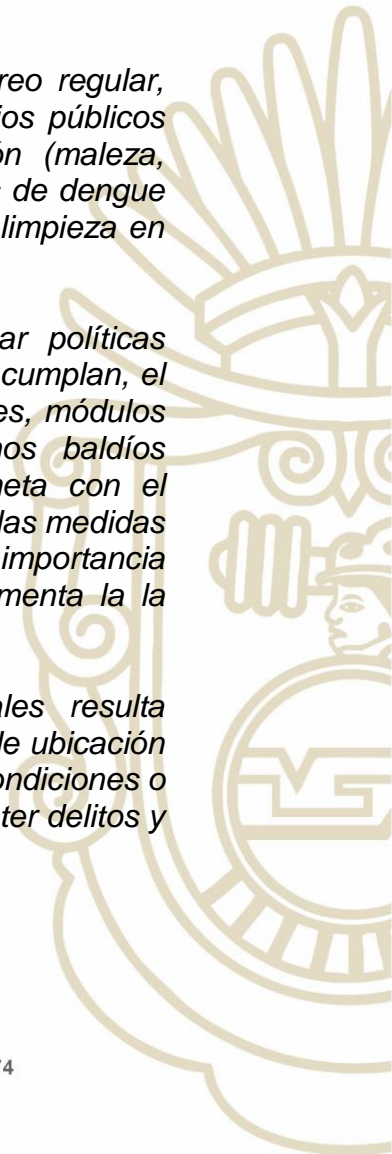 reo regular,
ios públicos
ón (maleza,
s de dengue
limpieza en
ar políticas
cumplan, el
es, módulos
nos baldíos
neta con el
las medidas
importancia
menta la la
ales resulta
de ubicación
ondiciones o
ter delitos y
74